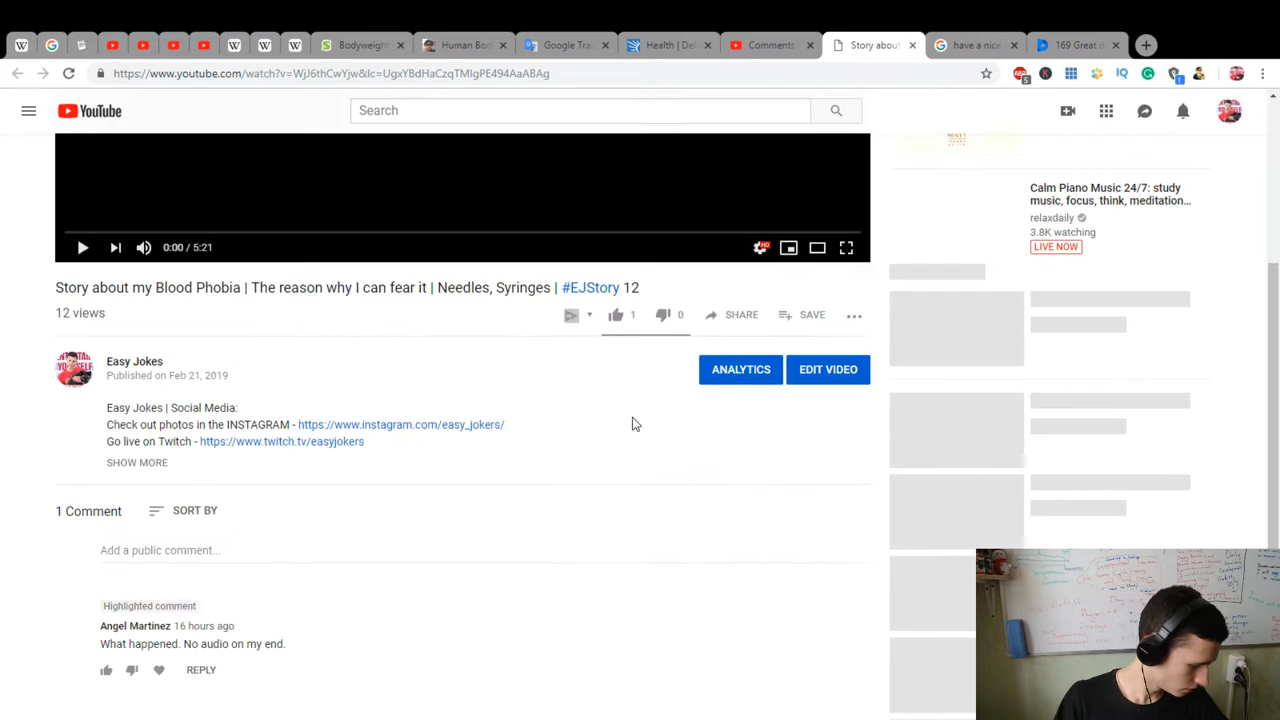 Bodyweight
Human Bod
Google Tra
Health | De
Comments
Story about
have a nice
169 Great o
https://www.youtube.com/watch?v=WjJ6thCwYjw&lc=UgxYBdHaCzqTMIgPE494AaABAg
YouTube
Search
0:00 / 5:21
HD
Story about my Blood Phobia | The reason why I can fear it | Needles, Syringes | #EJStory 12
12 views
1
0
SHARE
SAVE
Easy Jokes
Published on Feb 21, 2019
ANALYTICS
EDIT VIDEO
Easy Jokes | Social Media:
Check out photos in the INSTAGRAM - https://www.instagram.com/easy_jokers/
Go live on Twitch - https://www.twitch.tv/easyjokers
SHOW MORE
1 Comment
SORT BY
Add a public comment...
Highlighted comment
Angel Martinez 16 hours ago
What happened. No audio on my end.
REPLY
Calm Piano Music 24/7: study
music, focus, think, meditation...
relaxdaily
3.8K watching
LIVE NOW